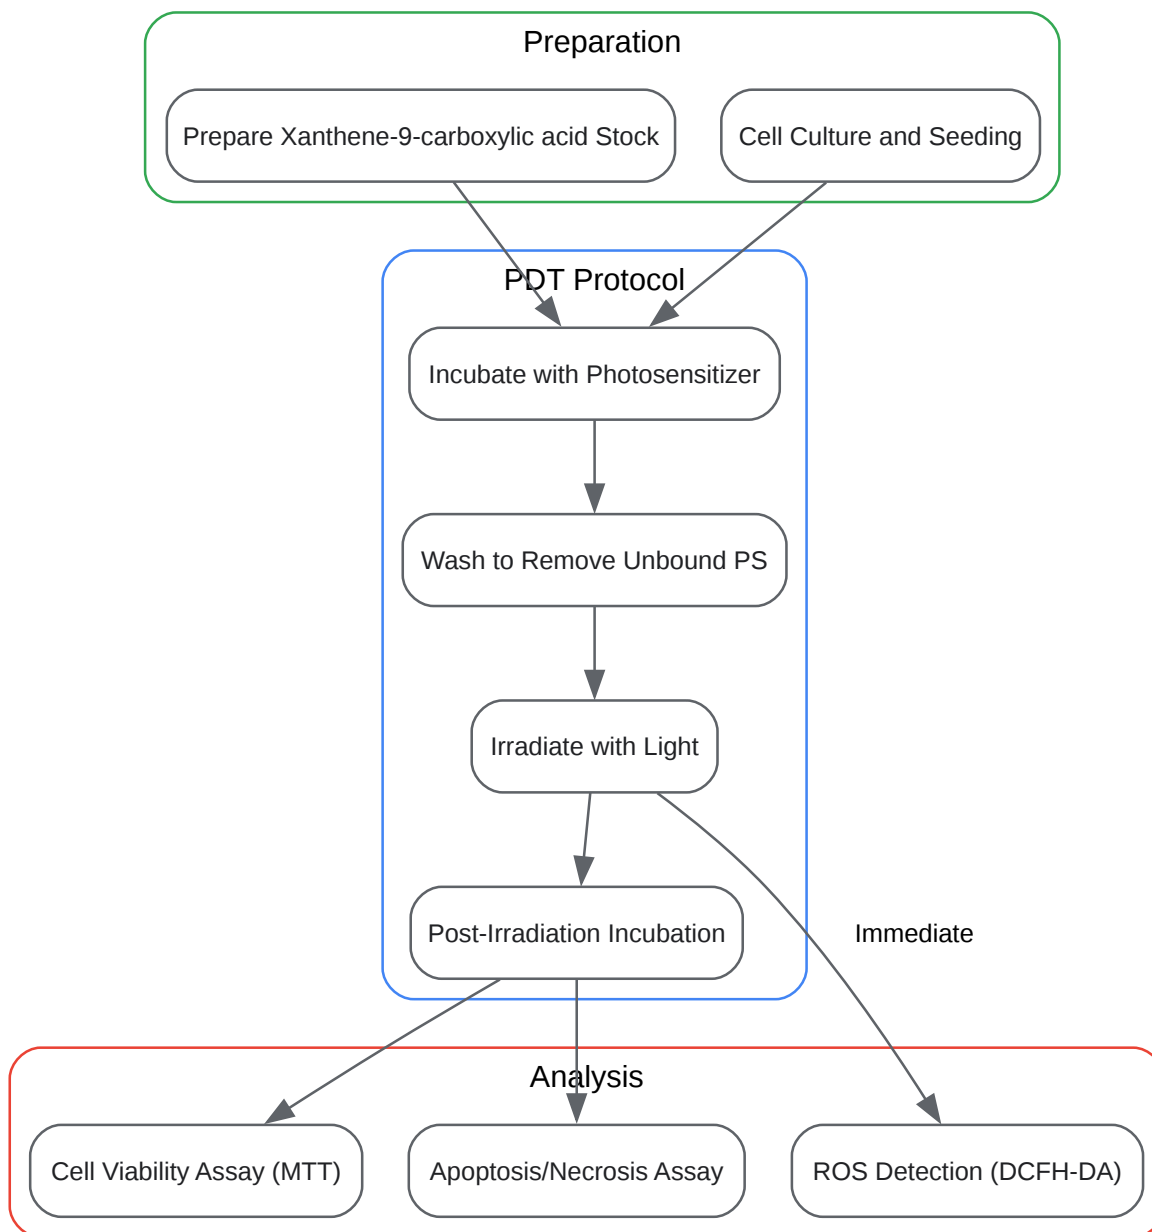 Preparation
Prepare Xanthene-9-carboxylic acid Stock
Cell Culture and Seeding
PDT Protocol
Incubate with Photosensitizer
Wash to Remove Unbound PS
Irradiate with Light
Post-Irradiation Incubation
Immediate
Analysis
Cell Viability Assay (MTT)
Apoptosis/Necrosis Assay
ROS Detection (DCFH-DA)